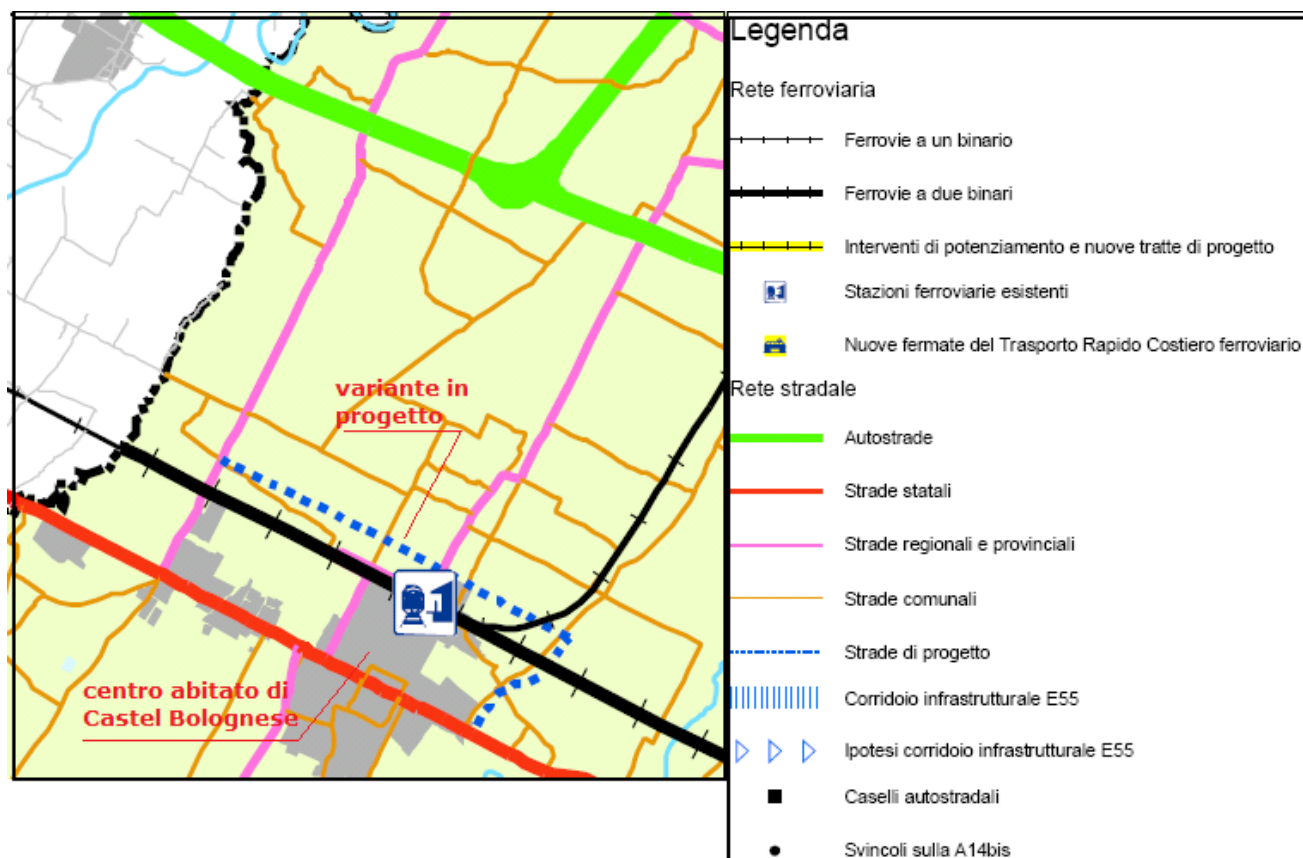 variante in
progetto
centro abitato di
Castel Bolognese
Legenda
Rete ferroviaria
Ferrovie a un binario
Ferrovie a due binari
Interventi di potenziamento e nuove tratte di progetto
Stazioni ferroviarie esistenti
Nuove fermate del Trasporto Rapido Costiero ferroviario
Rete stradale
Autostrade
Strade statali
Strade regionali e provinciali
Strade comunali
Strade di progetto
Corridoio infrastrutturale E55
Ipotesi corridoio infrastrutturale E55
Caselli autostradali
Svincoli sulla A14bis